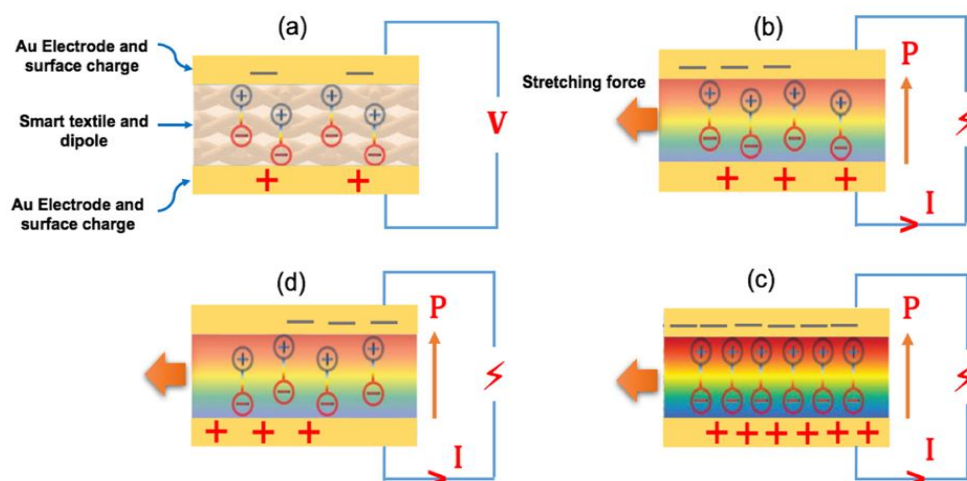 (a)
Au Electrode and
surface charge
Smart textile and
dipole
Au Electrode and
surface charge
V
(b)
Stretching force
P
I
(d)
P
I
(c)
P
I